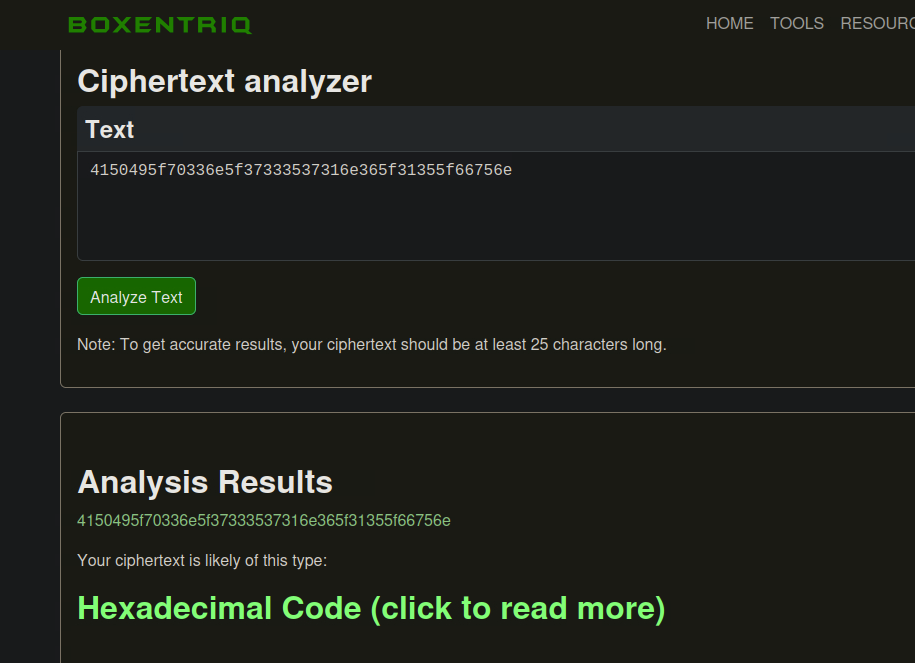 BOXENTRIQ HOME TOOLS RESOURC
Ciphertext analyzer
Text
4150495f70336e5f37333537316e365f31355f66756e
Analyze Text
Note: To get accurate results, your ciphertext should be at least 25 characters long.
Analysis Results
4150495f70336e5f37333537316e365f31355f66756e
Your ciphertext is likely of this type:
Hexadecimal Code (click to read more)